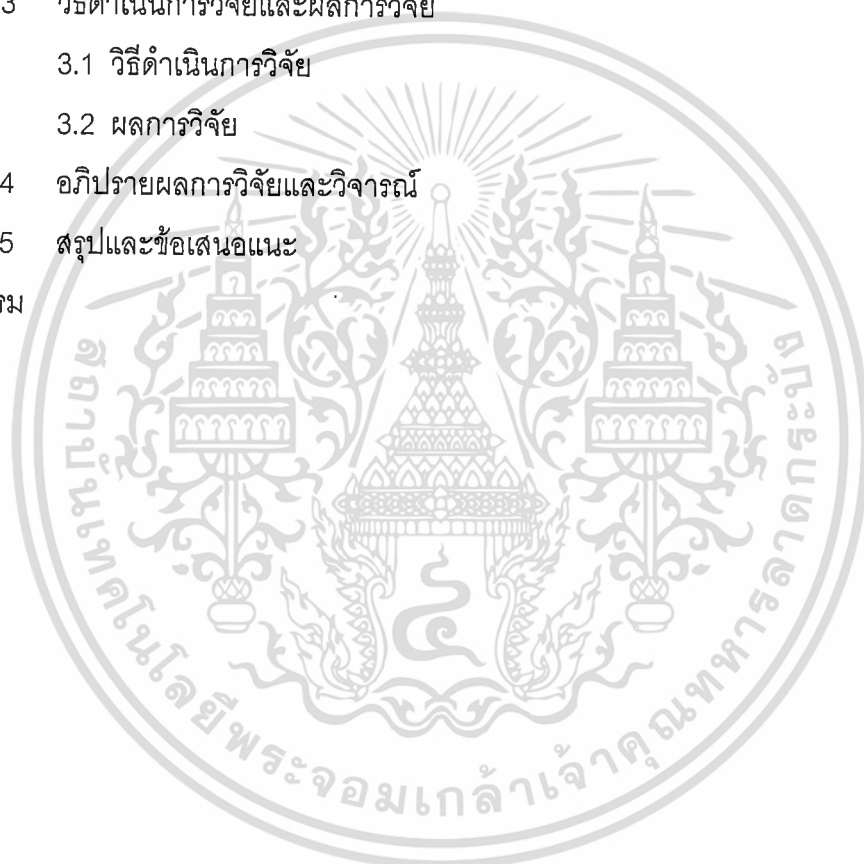 3 วิธีดำเนินการวิจัยและผลการวิจัย
3.1 วิธีดำเนินการวิจัย
3.2 ผลการวิจัย
4 อภิปรายผลการวิจัยและวิจารณ์
5 สรุปและข้อเสนอแนะ
รม
สถาบันเทคโนโลยีพระจอมเกล้าเจ้าคุณทหารลาดกระบัง
๔